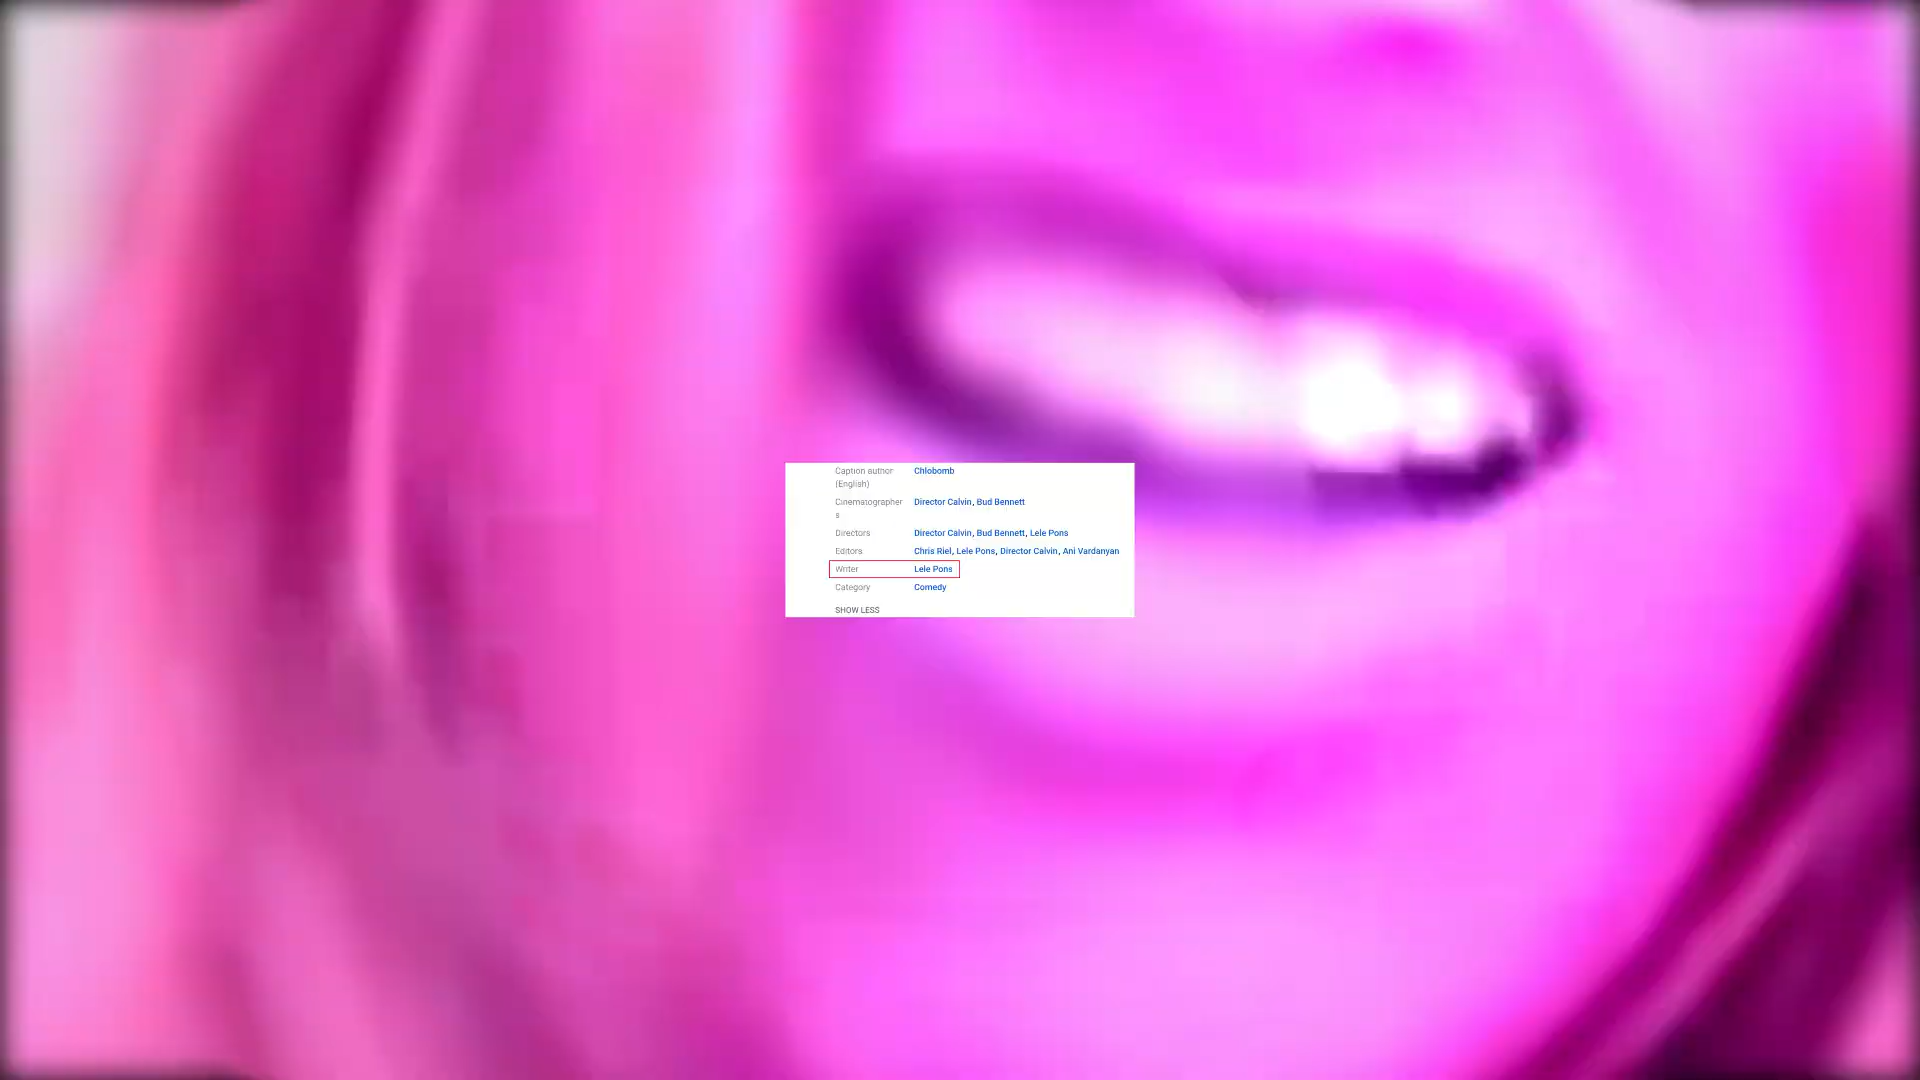 Caption author Chlobomb
(English)
Cinematographer Director Calvin, Bud Bennett
s
Directors Director Calvin, Bud Bennett, Lele Pons
Editors Chris Riel, Lele Pons, Director Calvin, Ani Vardanyan
Writer Lele Pons
Category Comedy
SHOW LESS